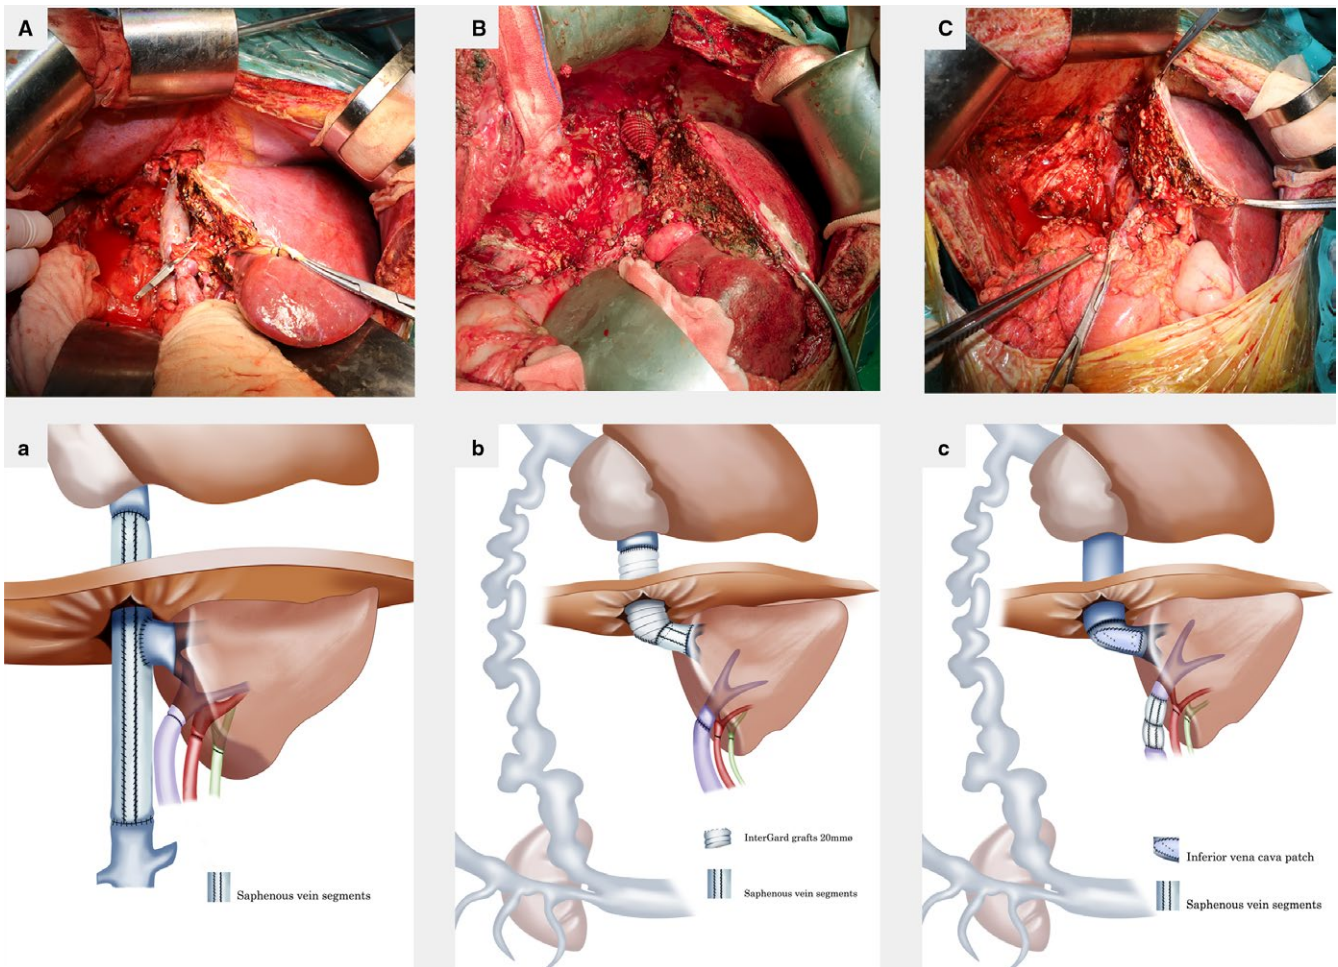 A
B
C
a
b
c
Saphenous vein segments
InterGard grafts 20mmø
Saphenous vein segments
Inferior vena cava patch
Saphenous vein segments